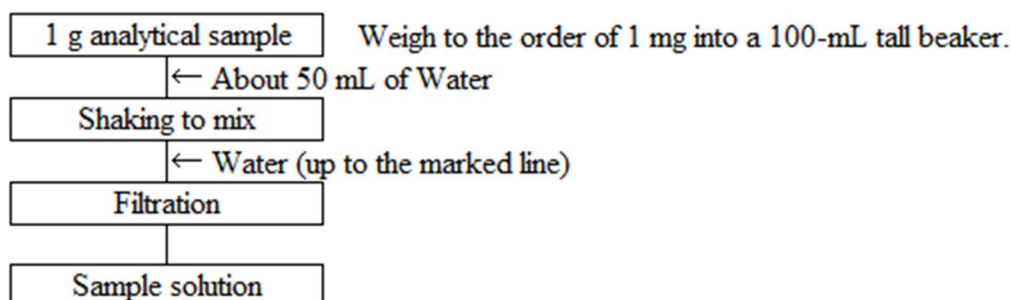 1 g analytical sample Weigh to the order of 1 mg into a 100-mL tall beaker.
← About 50 mL of Water
Shaking to mix
← Water (up to the marked line)
Filtration
Sample solution